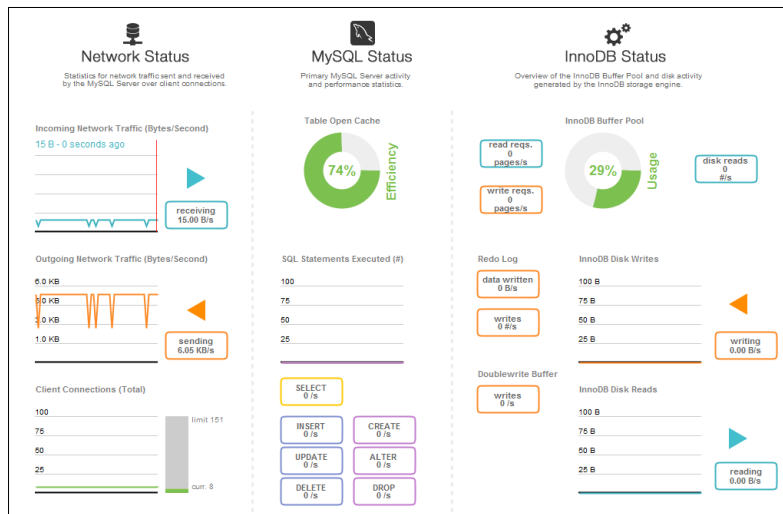 Network Status
Statistics for network traffic sent and received
by the MySQL Server over client connections.
Incoming Network Traffic (Bytes/Second)
15 B - 0 seconds ago
receiving
15.00 B/s
Outgoing Network Traffic (Bytes/Second)
6.0 KB
1.0 KB
sending
6.05 KB/s
Client Connections (Total)
100
75
50
25
limit 151
curr. 8
MySQL Status
Primary MySQL Server activity
and performance statistics.
Table Open Cache
74%
Efficiency
SQL Statements Executed (#)
100
75
50
25
SELECT
0 /s
INSERT
0 /s
CREATE
0 /s
UPDATE
0 /s
ALTER
0 /s
DELETE
0 /s
DROP
0 /s
InnoDB Status
Overview of the InnoDB Buffer Pool and disk activity
generated by the InnoDB storage engine.
InnoDB Buffer Pool
read reqs.
0
pages/s
write reqs.
0
pages/s
29%
Usage
disk reads
0
#/s
Redo Log
data written
0 B/s
writes
0 #/s
Doublewrite Buffer
writes
0 /s
InnoDB Disk Writes
100 B
75 B
50 B
25 B
writing
0.00 B/s
InnoDB Disk Reads
100 B
75 B
50 B
25 B
reading
0.00 B/s